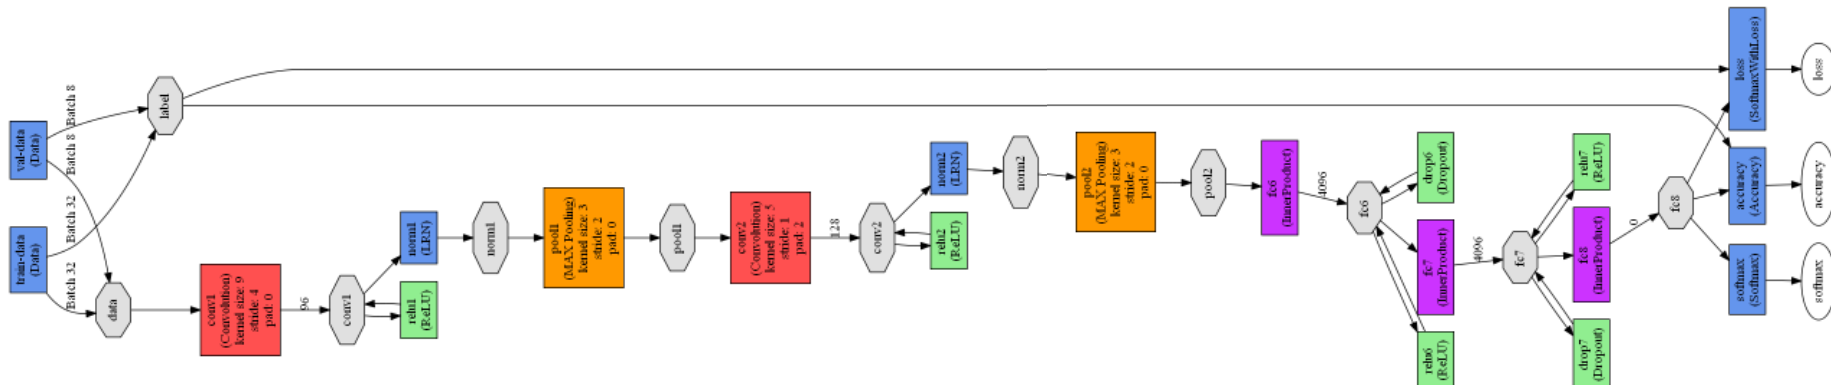 val-data
(Data)
train-data
(Data)
Batch 8
Batch 8
Batch 32
Batch 32
label
data
conv1
(Convolution)
kernel size: 9
stride: 4
pad: 0
96
conv1
norm1
(LRN)
relu1
(ReLU)
norm1
pool1
(MAX Pooling)
kernel size: 3
stride: 2
pad: 0
pool1
conv2
(Convolution)
kernel size: 5
stride: 1
pad: 2
128
conv2
norm2
(LRN)
relu2
(ReLU)
norm2
pool2
(MAX Pooling)
kernel size: 3
stride: 2
pad: 0
pool2
fc6
(InnerProduct)
4096
fc6
drop6
(Dropout)
fc7
(InnerProduct)
relu6
(ReLU)
4096
fc7
relu7
(ReLU)
fc8
(InnerProduct)
drop7
(Dropout)
0
fc8
loss
(SoftmaxWithLoss)
accuracy
(Accuracy)
softmax
(Softmax)
loss
accuracy
softmax